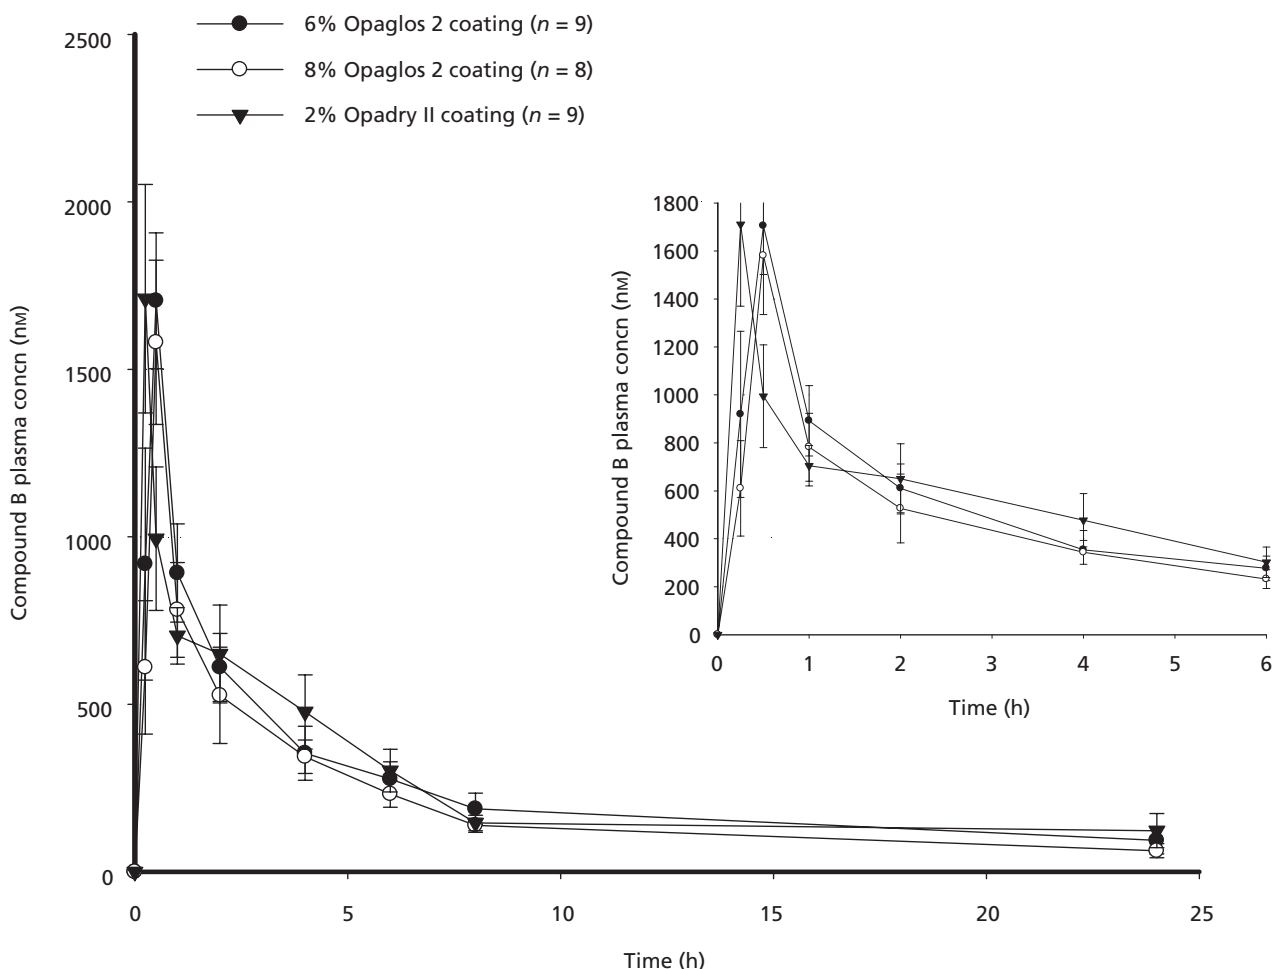 6% Opaglos 2 coating (n = 9)
8% Opaglos 2 coating (n = 8)
2% Opadry II coating (n = 9)
2500
2000
1500
1000
500
0
Compound B plasma concn (nM)
0 5 10 15 20 25
Time (h)
1800
1600
1400
1200
1000
800
600
400
200
0
Compound B plasma concn (nM)
0 1 2 3 4 5 6
Time (h)